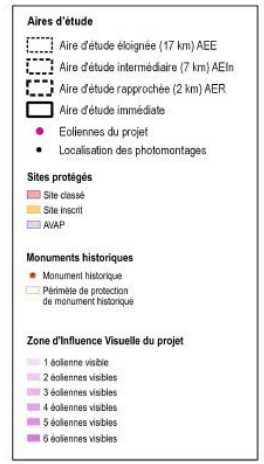 Aires d'étude
Aire d'étude éloignée (17 km) AEE
Aire d'étude intermédiaire (7 km) AEIn
Aire d'étude rapprochée (2 km) AER
Aire d'étude immédiate
Eoliennes du projet
Localisation des photomontages
Sites protégés
Site classé
Site inscrit
AVAP
Monuments historiques
Monument historique
Périmète de protection
de monument historique
Zone d'Influence Visuelle du projet
1 éolienne visible
2 éoliennes visibles
3 éoliennes visibles
4 éoliennes visibles
5 éoliennes visibles
6 éoliennes visibles